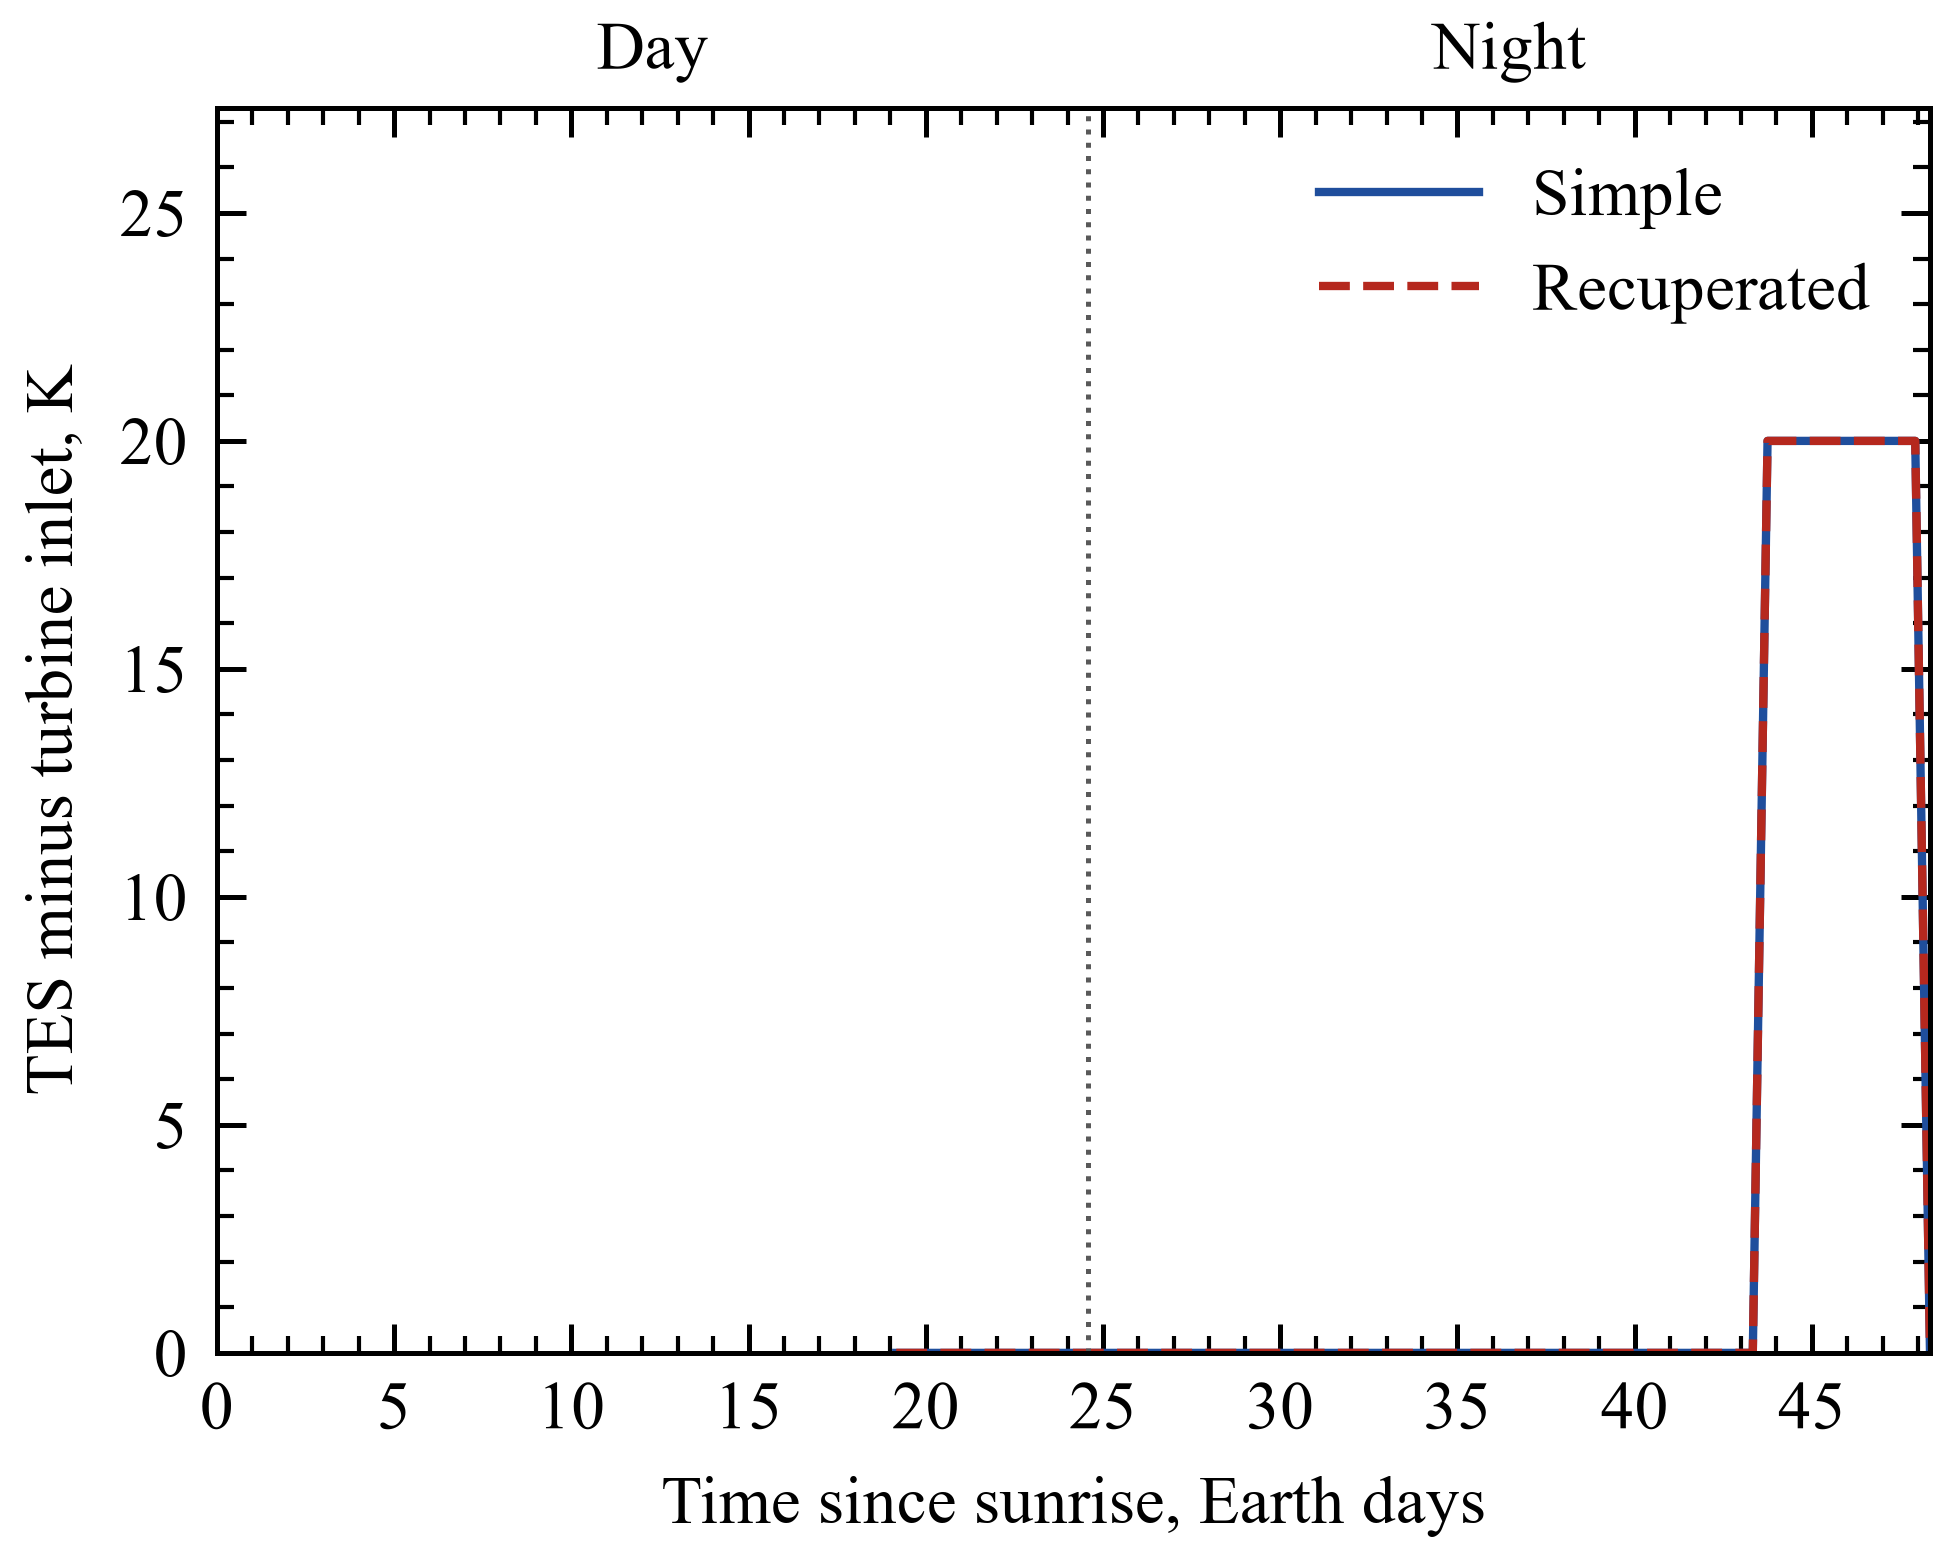 Day
Night
Simple
Recuperated
TES minus turbine inlet, K
25
20
15
10
5
0
0 5 10 15 20 25 30 35 40 45
Time since sunrise, Earth days